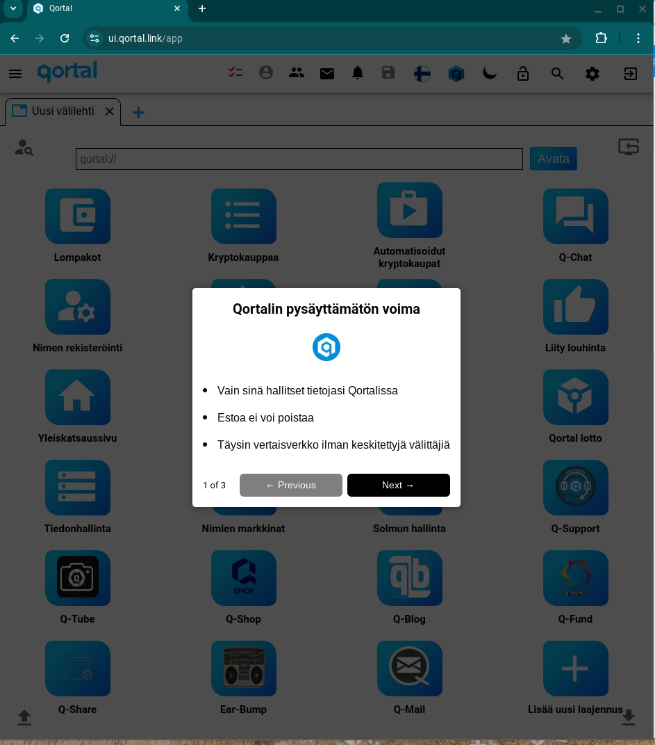 Qortal
ui.qortal.link/app
qortal
Uusi välilehti
qortal://
Avata
Lompakot
Kryptokauppaa
Automatisoidut
kryptokaupat
Q-Chat
Nimen rekisteröinti
Liity louhinta
Qortalin pysäyttämätön voima
Vain sinä hallitset tietojasi Qortalissa
Estoa ei voi poistaa
Täysin vertaisverkko ilman keskitettyjä välittäjiä
1 of 3
← Previous
Next →
Yleiskatsaussivu
Qortal lotto
Tiedonhallinta
Nimien markkinat
Solmun hallinta
Q-Support
Q-Tube
SHOP
Q-Shop
Q-Blog
Q-FUND
Q-Fund
Q-Share
Ear-Bump
Q-Mail
Lisää uusi laajennus